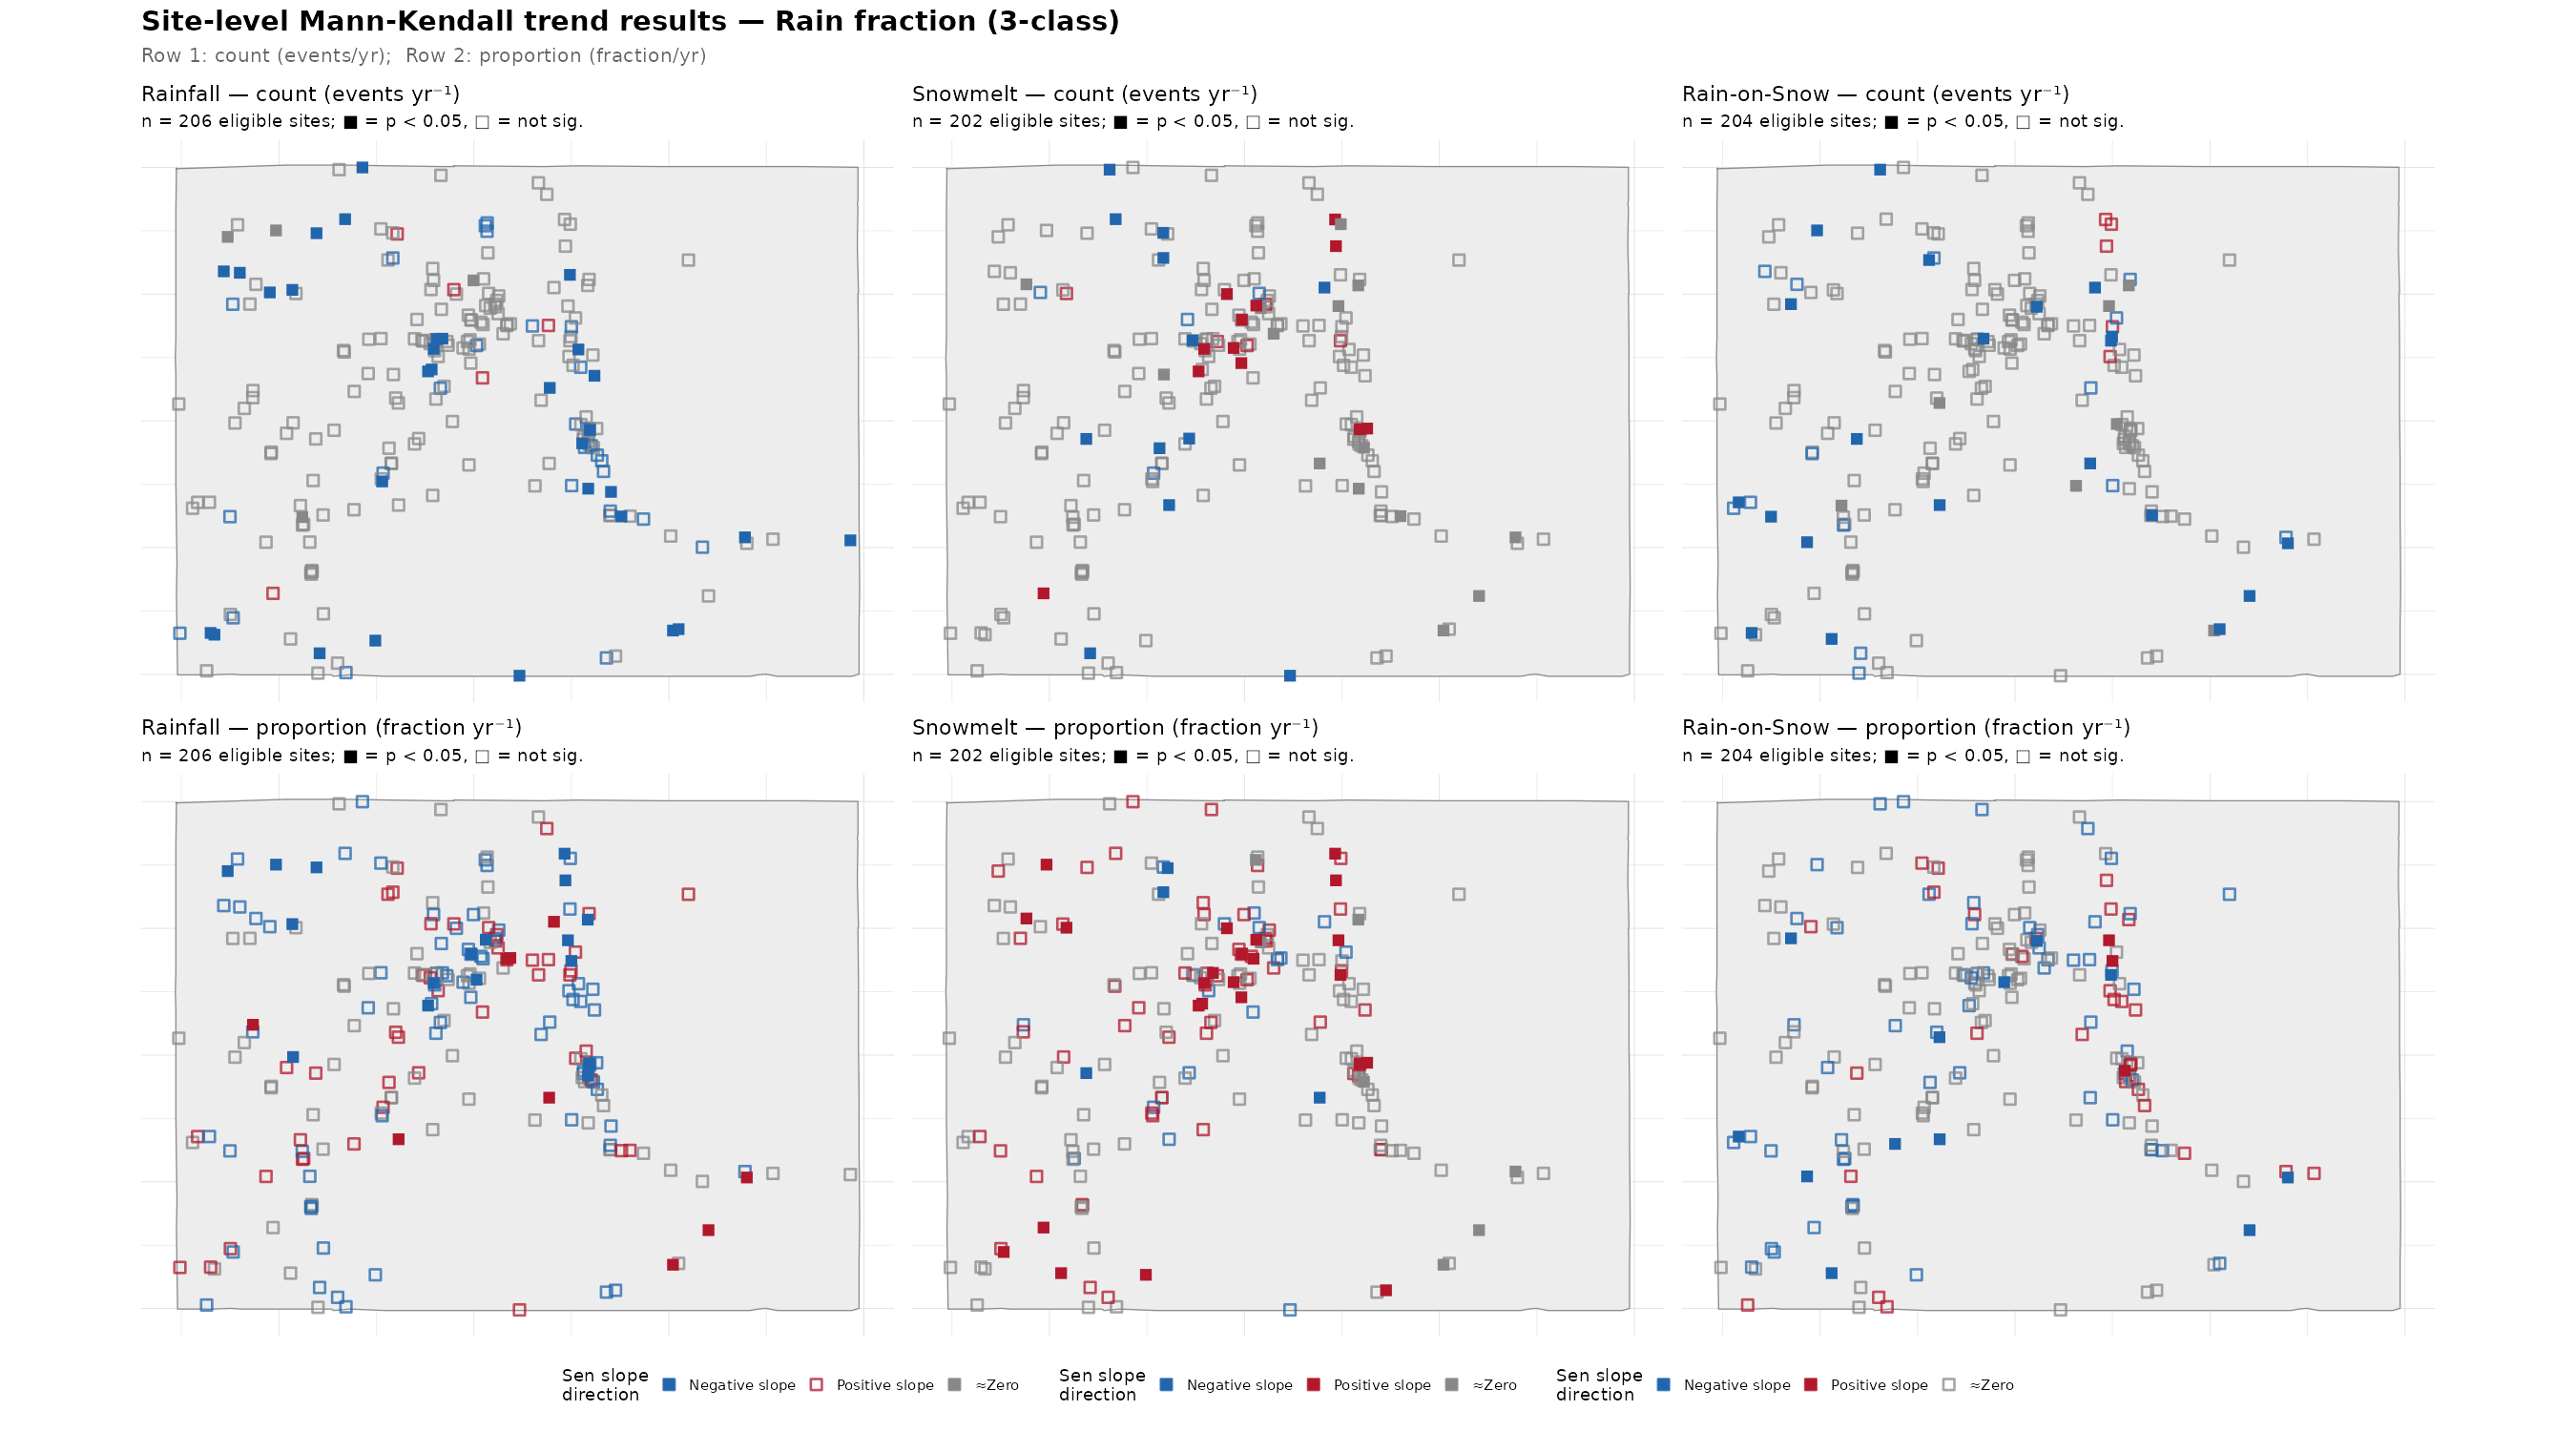 Site-level Mann-Kendall trend results — Rain fraction (3-class)
Row 1: count (events/yr);  Row 2: proportion (fraction/yr)
Rainfall — count (events yr⁻¹)
n = 206 eligible sites; ■ = p < 0.05, □ = not sig.
Snowmelt — count (events yr⁻¹)
n = 202 eligible sites; ■ = p < 0.05, □ = not sig.
Rain-on-Snow — count (events yr⁻¹)
n = 204 eligible sites; ■ = p < 0.05, □ = not sig.
Rainfall — proportion (fraction yr⁻¹)
n = 206 eligible sites; ■ = p < 0.05, □ = not sig.
Snowmelt — proportion (fraction yr⁻¹)
n = 202 eligible sites; ■ = p < 0.05, □ = not sig.
Rain-on-Snow — proportion (fraction yr⁻¹)
n = 204 eligible sites; ■ = p < 0.05, □ = not sig.
Sen slope
direction
Negative slope
Positive slope
≈Zero
Sen slope
direction
Negative slope
Positive slope
≈Zero
Sen slope
direction
Negative slope
Positive slope
≈Zero